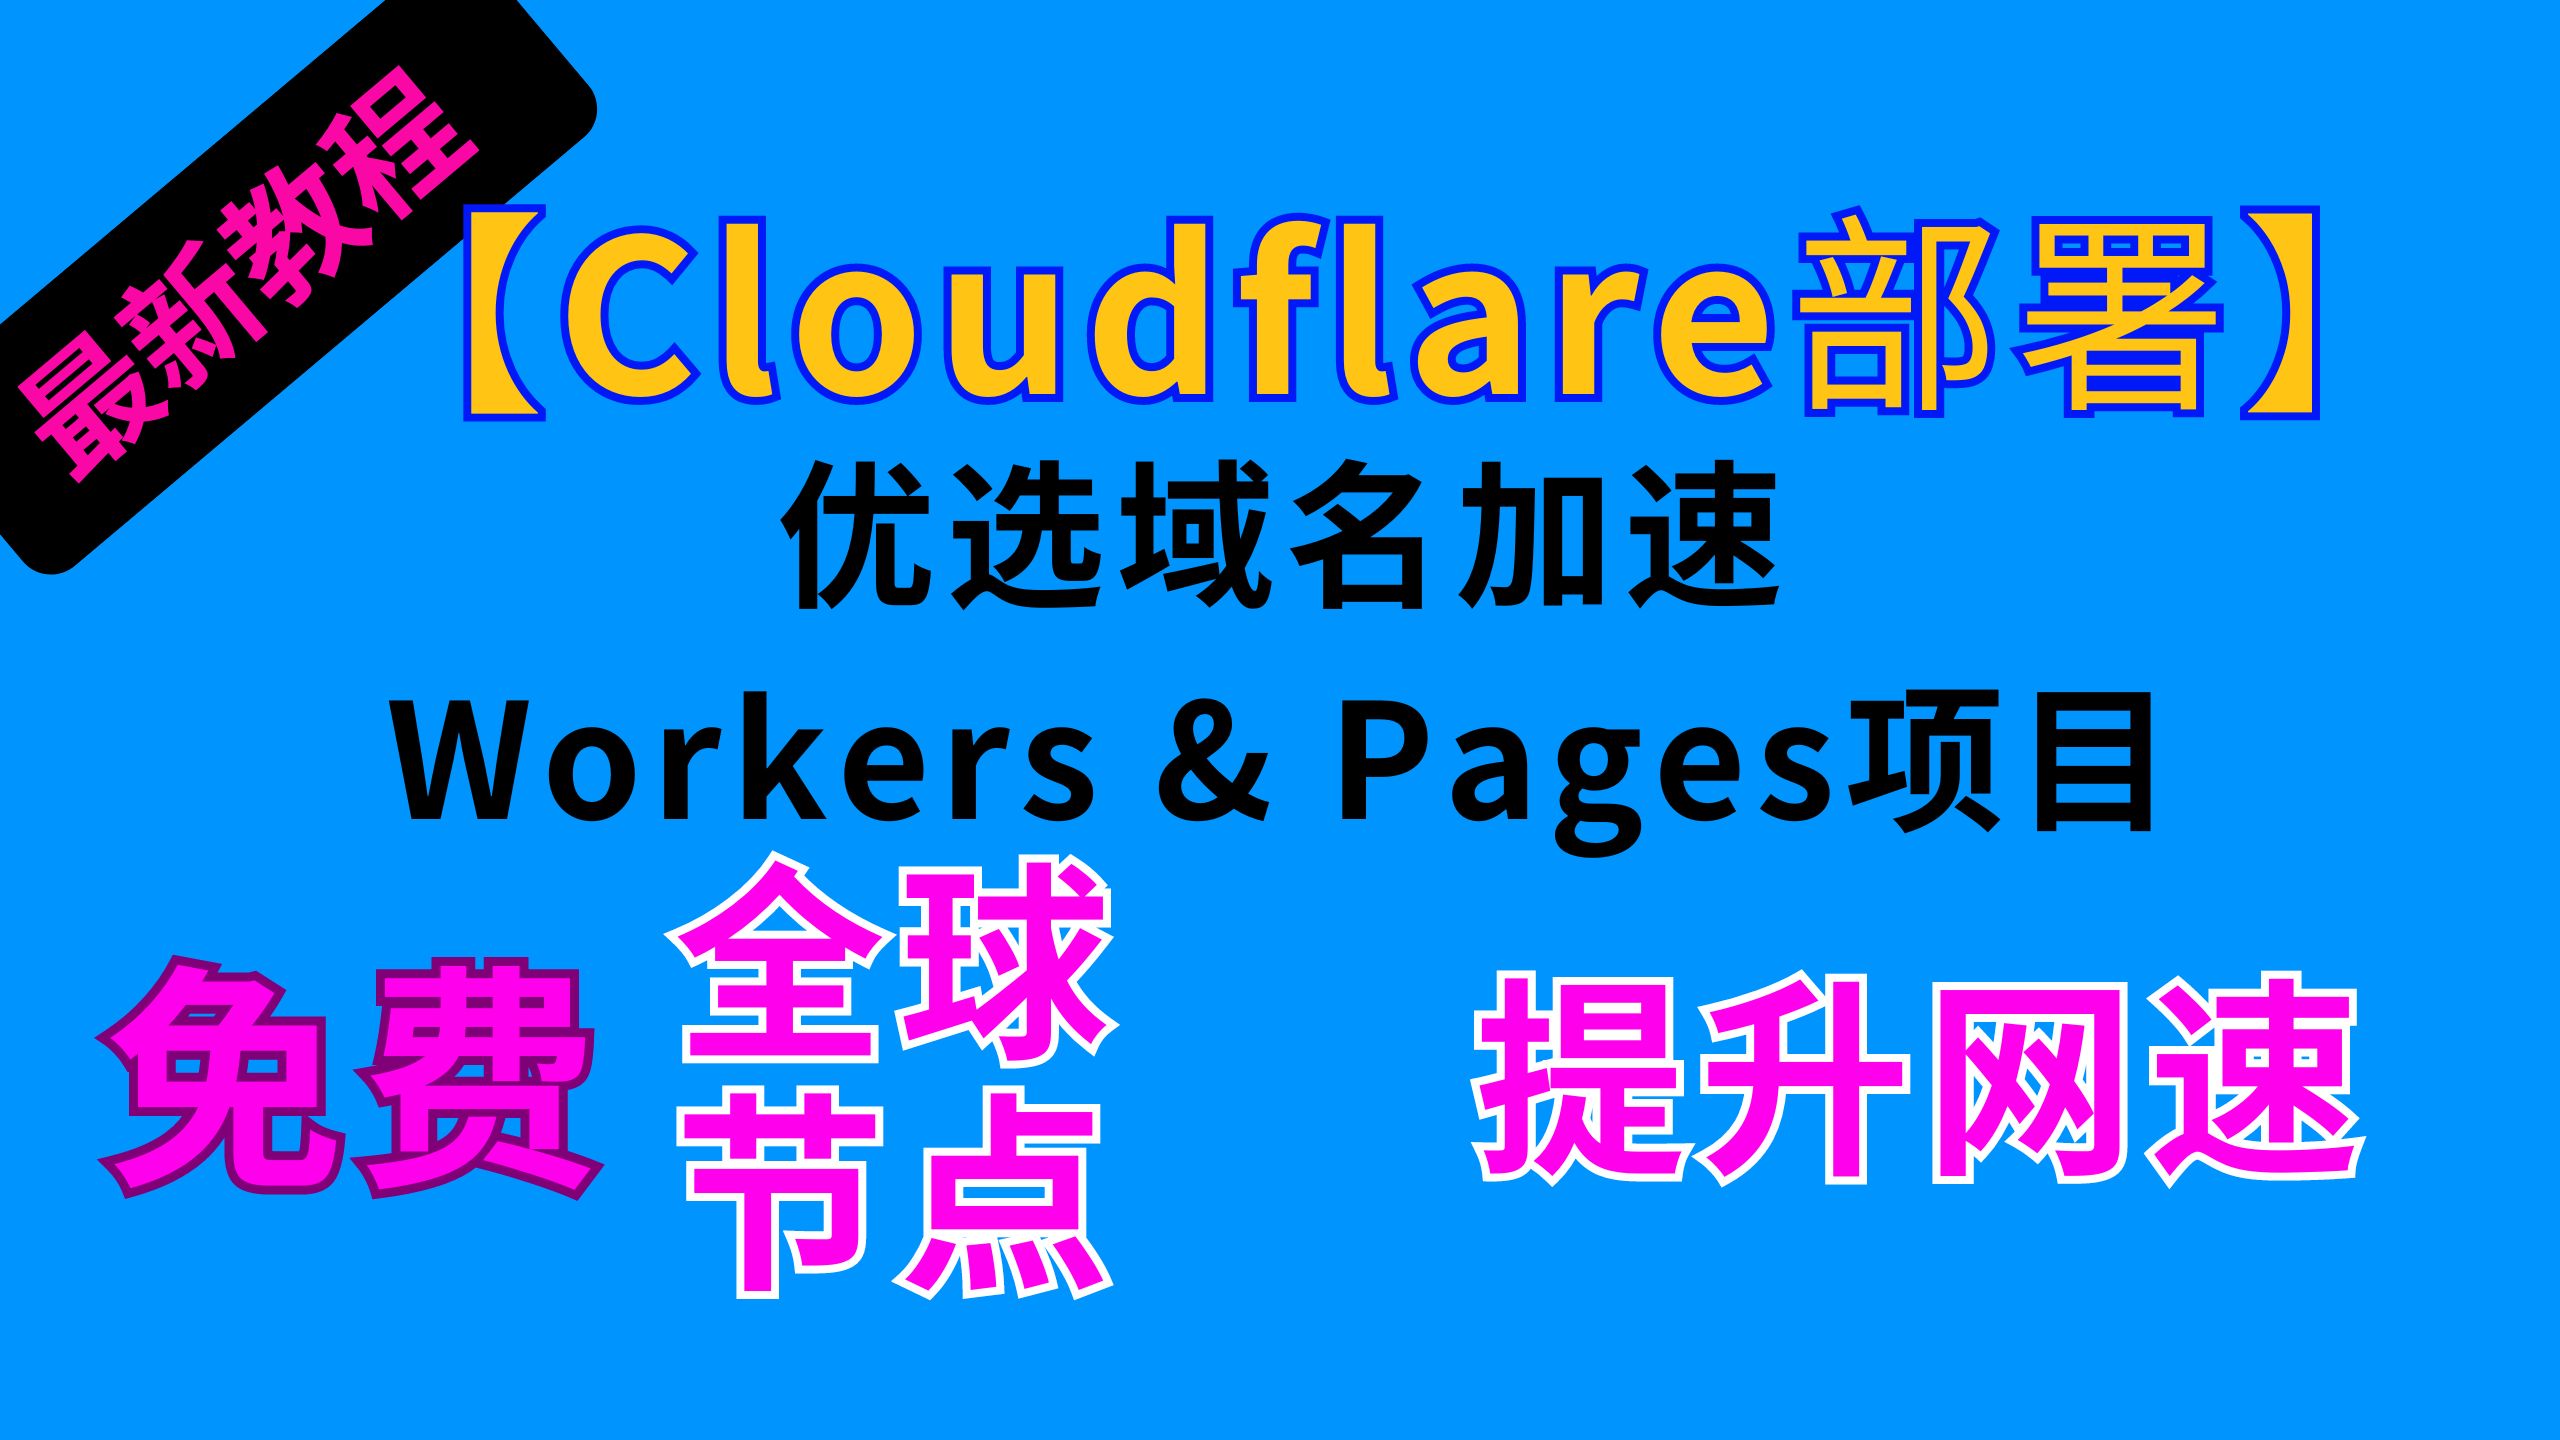 最新教程
【Cloudflare部署】
优选域名加速
Workers & Pages项目
免费
全球
节点
提升网速